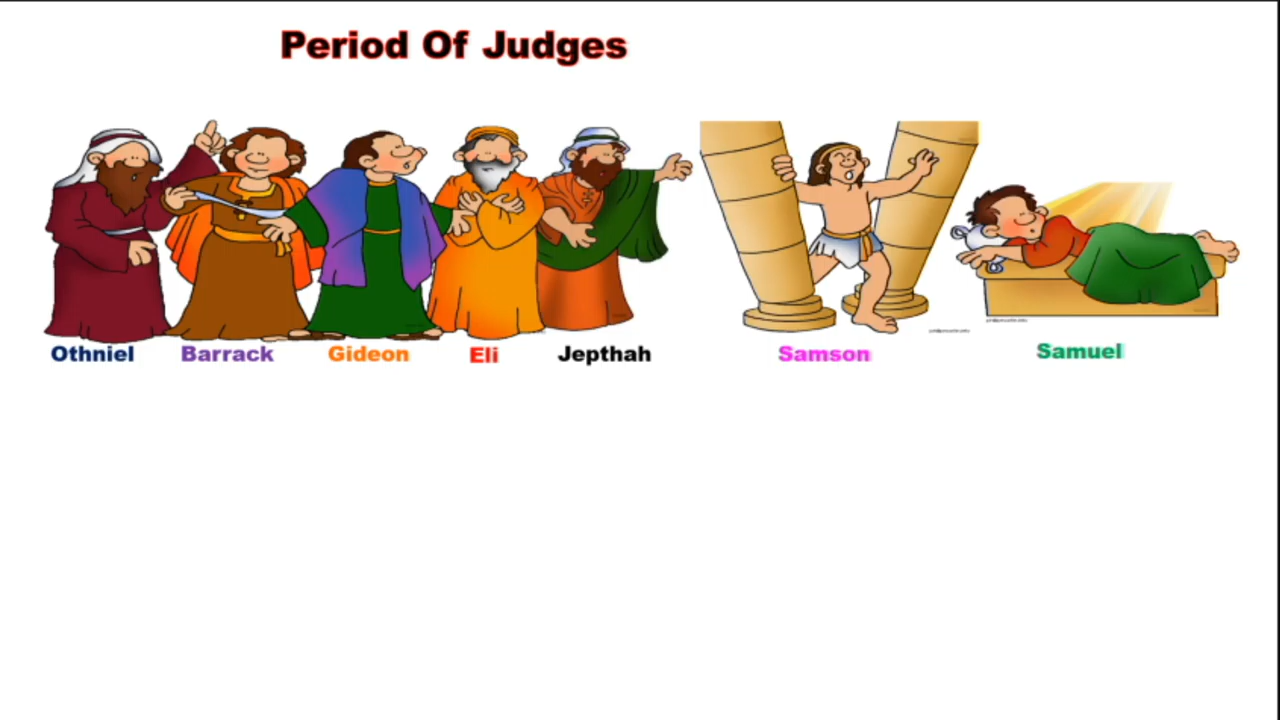 Period Of Judges
Othniel
Barrack
Gideon
Eli
Jepthah
Samson
Samuel